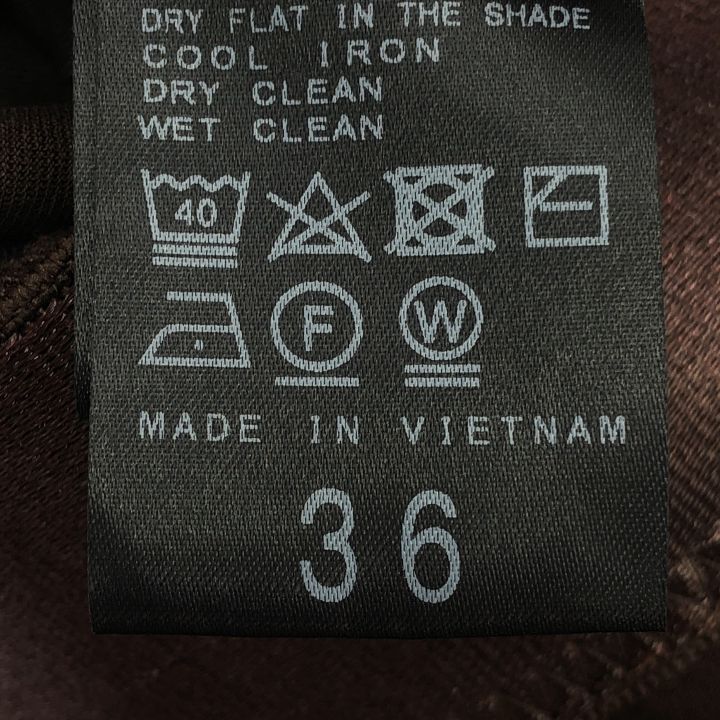 DRY FLAT IN THE SHADE
COOL IRON
DRY CLEAN
WET CLEAN
40
F
W
MADE IN VIETNAM
36